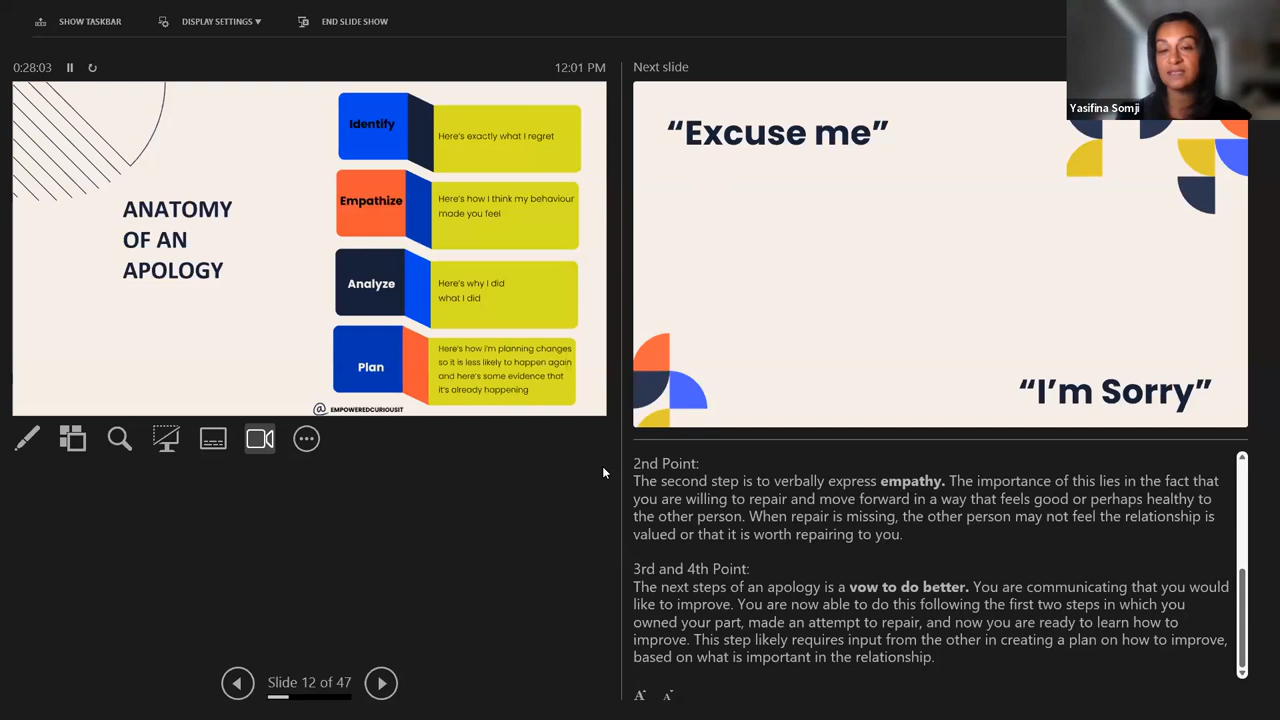 SHOW TASKBAR
DISPLAY SETTINGS ▼
END SLIDE SHOW
0:28:03
12:01 PM
ANATOMY
OF AN
APOLOGY
Identify
Here's exactly what I regret
Empathize
Here's how I think my behaviour
made you feel
Analyze
Here's why I did
what I did
Plan
Here's how i'm planning changes
so it is less likely to happen again
and here's some evidence that
it's already happening
@ EMPOWEREDCURIOUSIT
Slide 12 of 47
Next slide
Yasifina Somji
“Excuse me”
“I’m Sorry”
2nd Point:
The second step is to verbally express empathy. The importance of this lies in the fact that
you are willing to repair and move forward in a way that feels good or perhaps healthy to
the other person. When repair is missing, the other person may not feel the relationship is
valued or that it is worth repairing to you.
3rd and 4th Point:
The next steps of an apology is a vow to do better. You are communicating that you would
like to improve. You are now able to do this following the first two steps in which you
owned your part, made an attempt to repair, and now you are ready to learn how to
improve. This step likely requires input from the other in creating a plan on how to improve,
based on what is important in the relationship.
A A